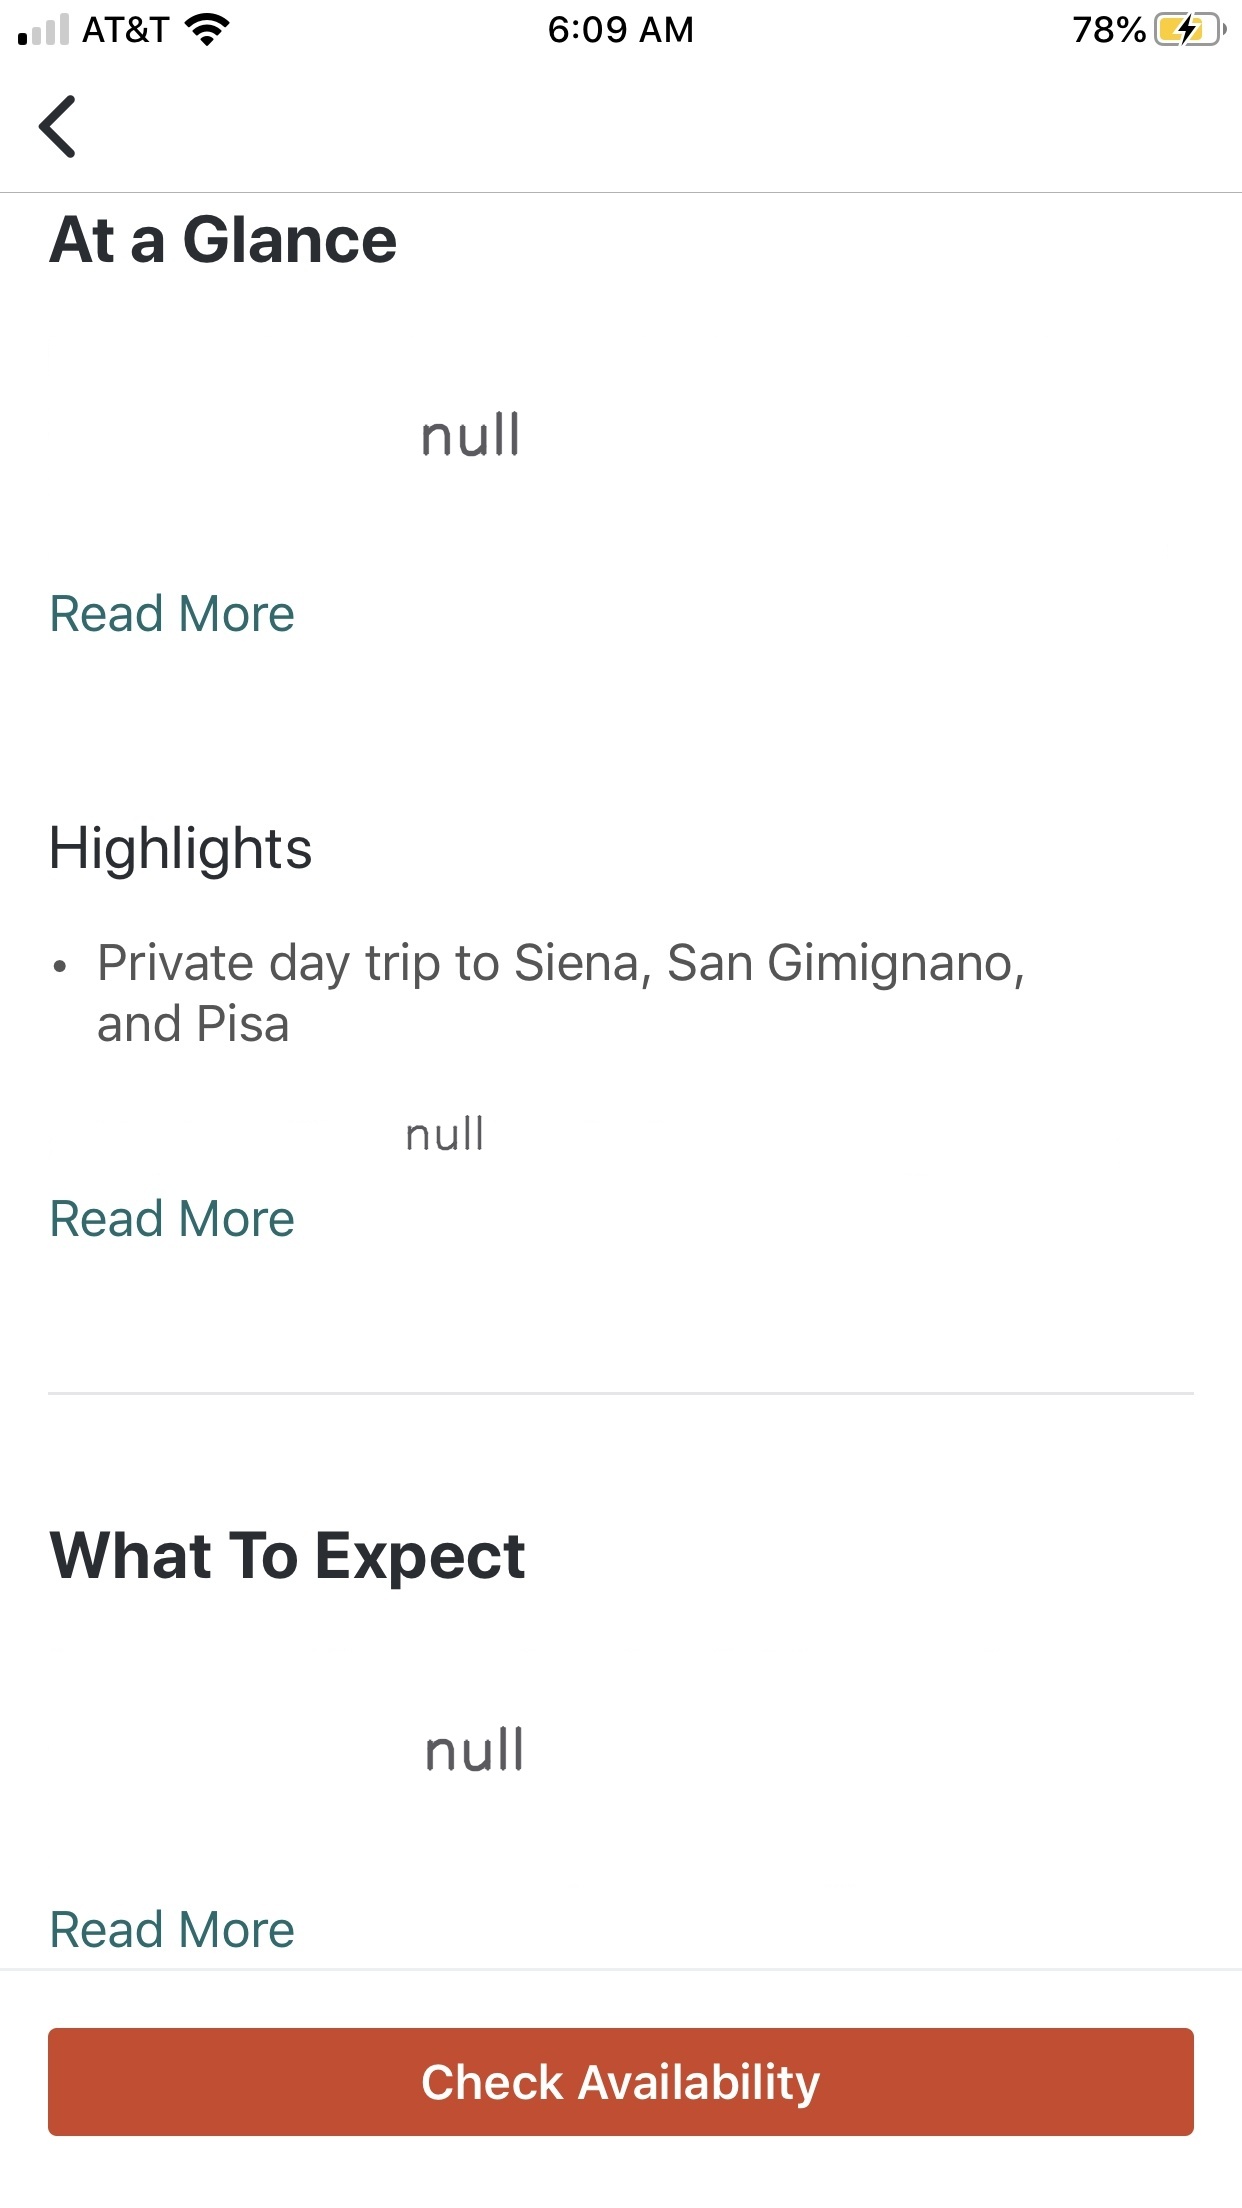 AT&T 6:09 AM 78%
At a Glance
null
Read More
Highlights
• Private day trip to Siena, San Gimignano,
and Pisa
null
Read More
What To Expect
null
Read More
Check Availability